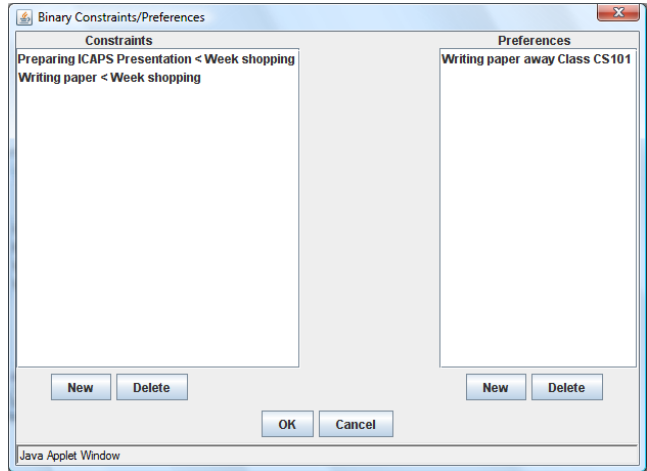 Binary Constraints/Preferences
Constraints
Preferences
Preparing ICAPS Presentation < Week shopping
Writing paper < Week shopping
Writing paper away Class CS101
New Delete
New Delete
OK Cancel
Java Applet Window